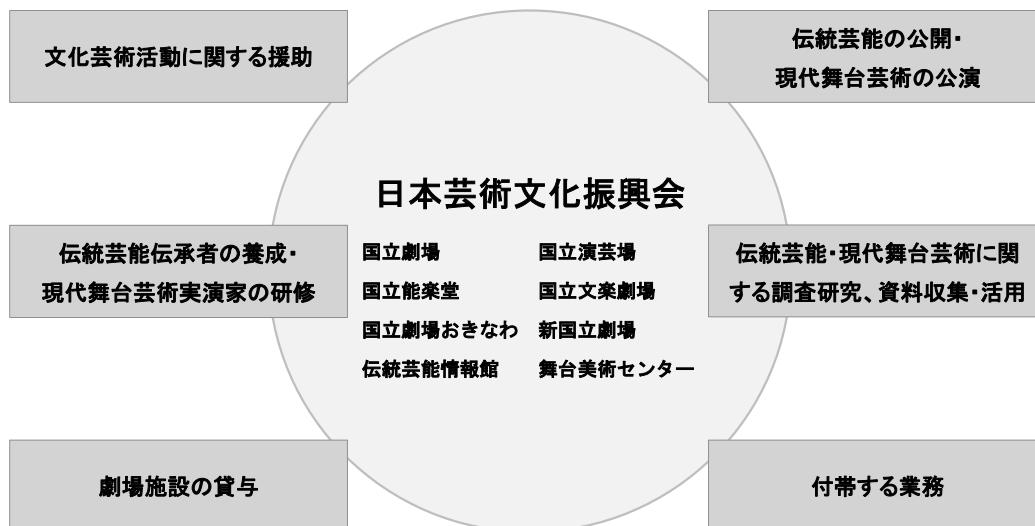 文化芸術活動に関する援助
伝統芸能の公開・
現代舞台芸術の公演
日本芸術文化振興会
伝統芸能伝承者の養成・
現代舞台芸術実演家の研修
国立劇場　国立演芸場
国立能楽堂　国立文楽劇場
国立劇場おきなわ　新国立劇場
伝統芸能情報館　舞台美術センター
伝統芸能・現代舞台芸術に関
する調査研究、資料収集・活用
劇場施設の貸与
付帯する業務